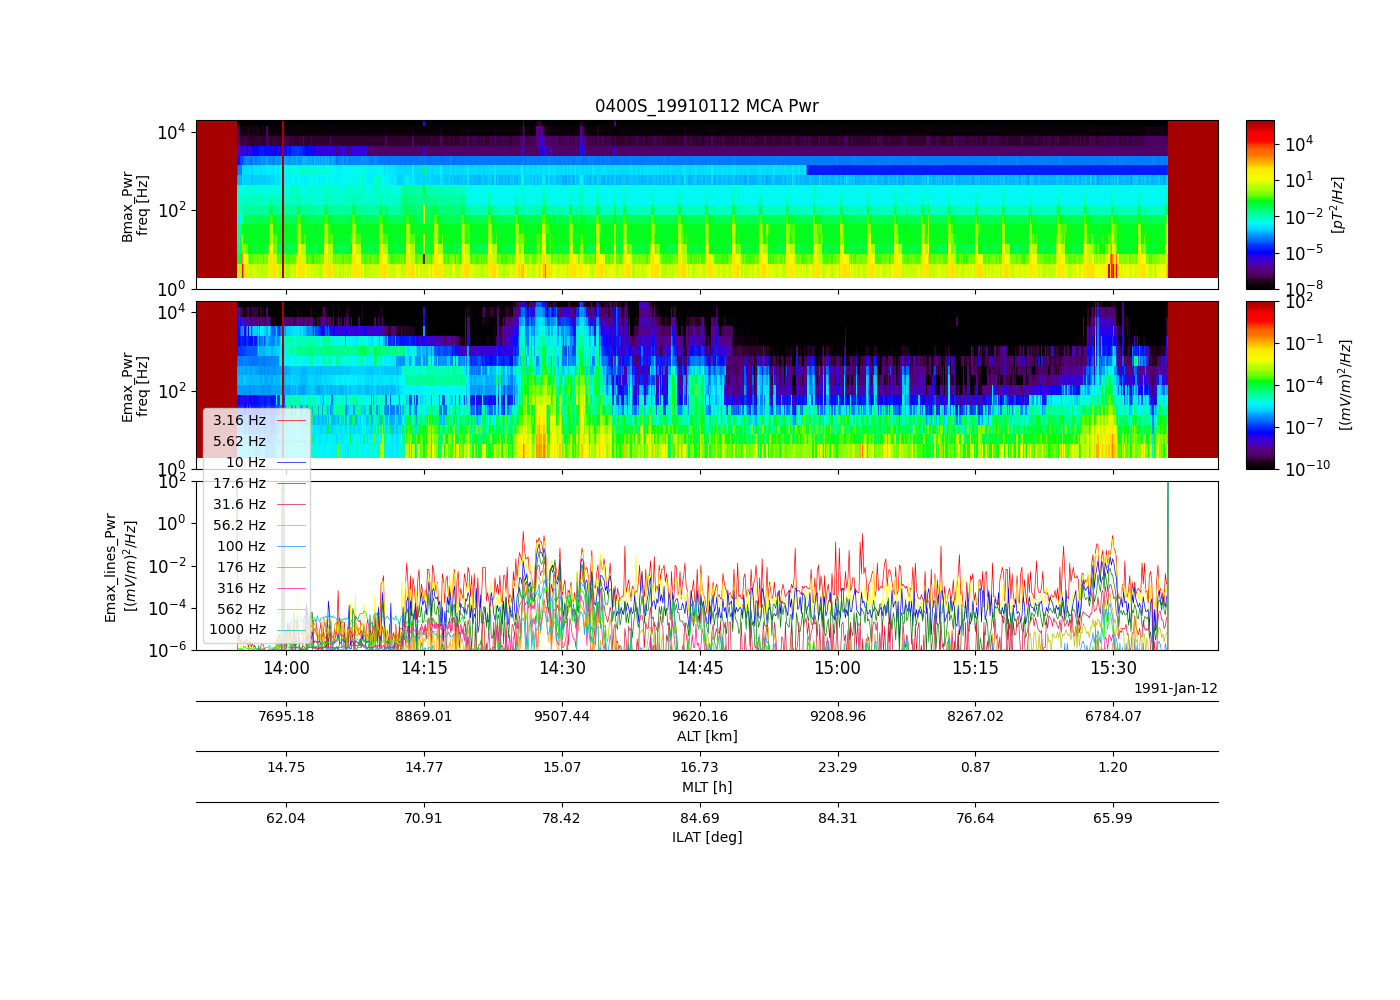 0400S_19910112 MCA Pwr
10^4
10^2
10^0
Bmax_Pwr
freq [Hz]
10^4
10^1
10^−2
10^−5
10^−8
[pT^2/Hz]
10^4
10^2
10^0
Emax_Pwr
freq [Hz]
10^2
10^−1
10^−4
10^−7
10^−10
[(mV/m)^2/Hz]
3.16 Hz
5.62 Hz
10 Hz
17.6 Hz
31.6 Hz
56.2 Hz
100 Hz
176 Hz
316 Hz
562 Hz
1000 Hz
10^2
10^0
10^−2
10^−4
10^−6
Emax_lines_Pwr
[(mV/m)^2/Hz]
14:00 14:15 14:30 14:45 15:00 15:15 15:30
1991-Jan-12
7695.18 8869.01 9507.44 9620.16 9208.96 8267.02 6784.07
ALT [km]
14.75 14.77 15.07 16.73 23.29 0.87 1.20
MLT [h]
62.04 70.91 78.42 84.69 84.31 76.64 65.99
ILAT [deg]